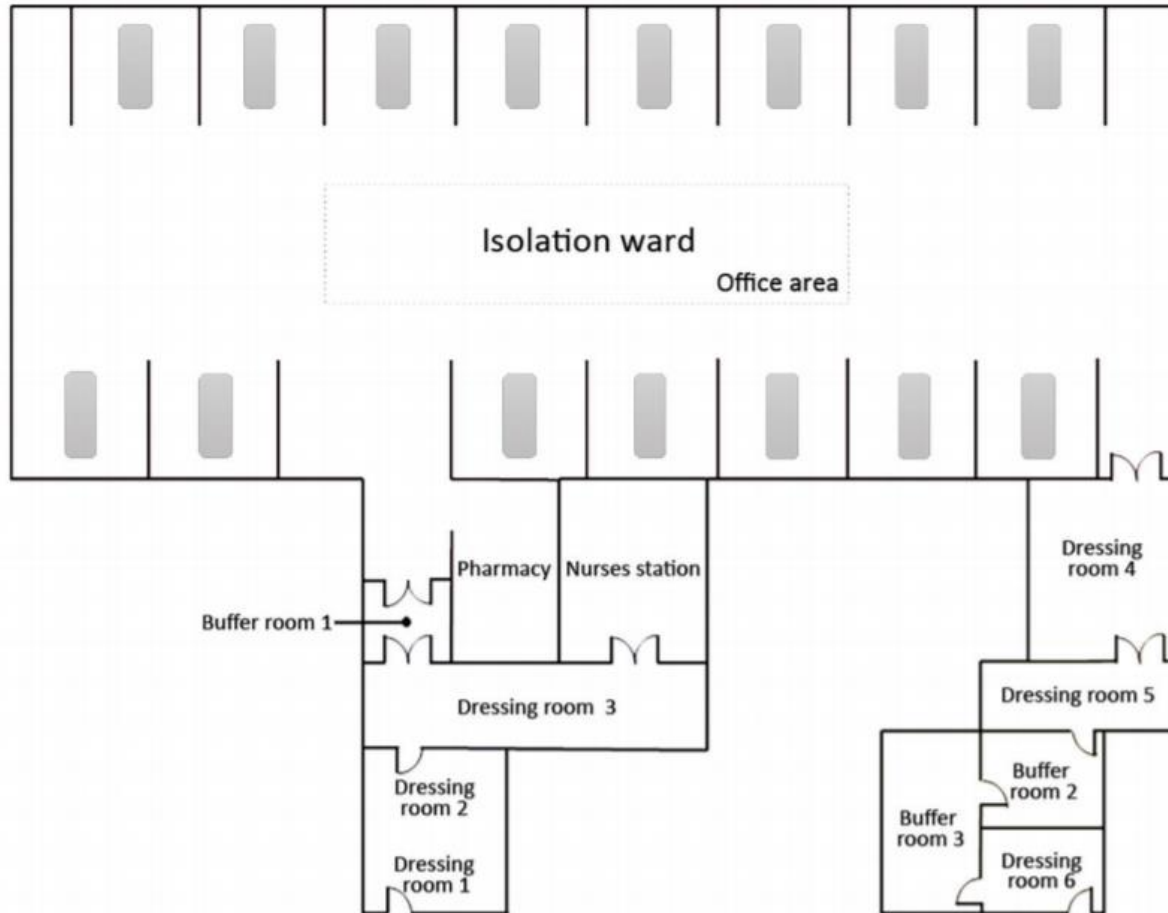 Isolation ward
Office area
Pharmacy
Nurses station
Dressing
room 4
Buffer room 1
Dressing room 3
Dressing room 5
Dressing
room 2
Buffer
room 2
Buffer
room 3
Dressing
room 1
Dressing
room 6